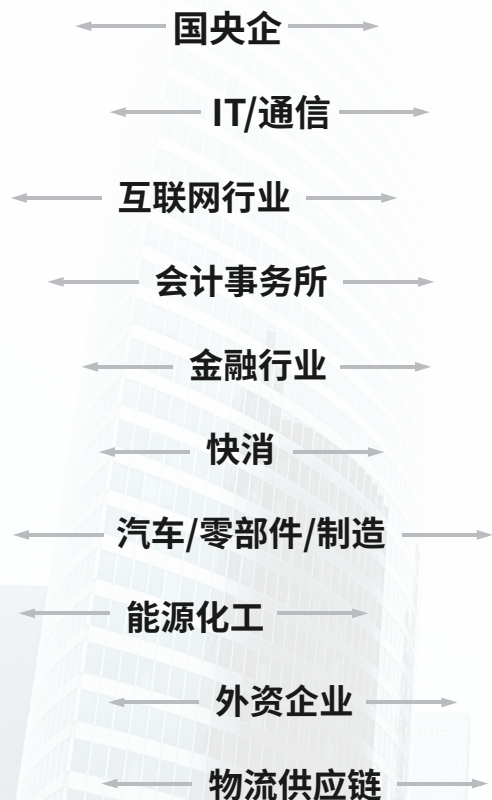 国央企
IT/通信
互联网行业
会计事务所
金融行业
快消
汽车/零部件/制造
能源化工
外资企业
物流供应链